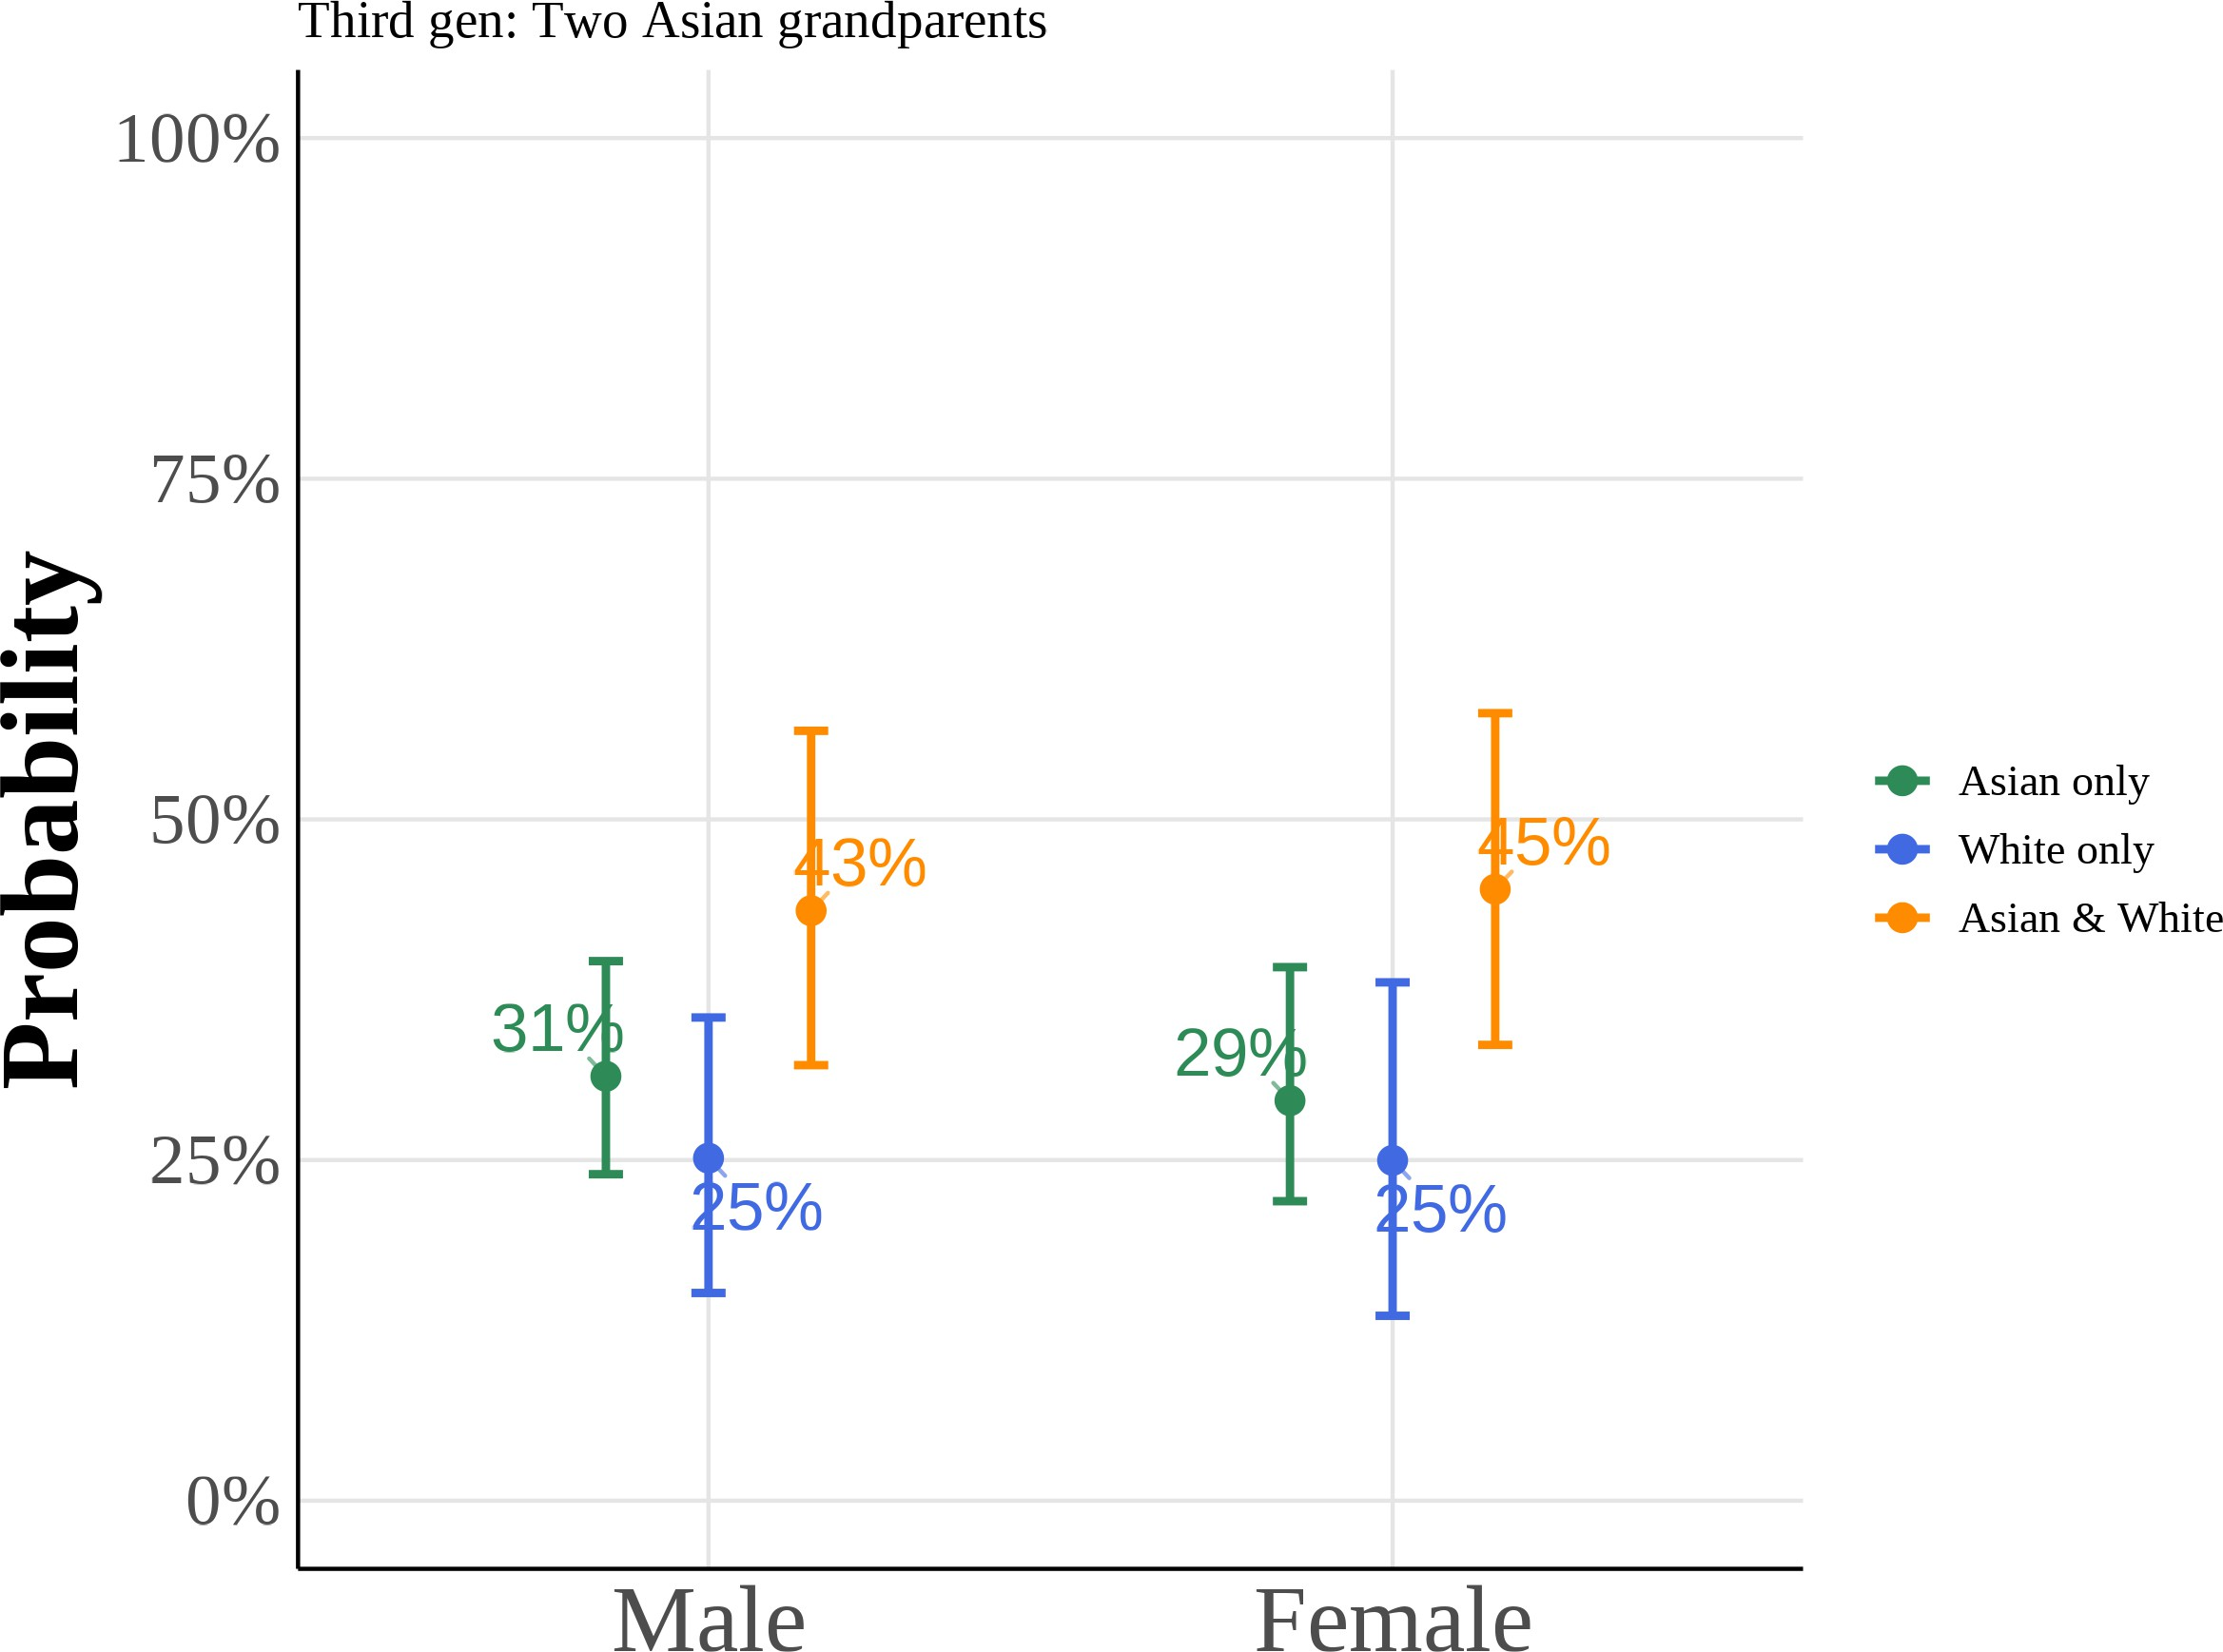 Third gen: Two Asian grandparents
Probability
100%
75%
50%
25%
0%
31%
25%
43%
29%
25%
45%
Male
Female
Asian only
White only
Asian & White